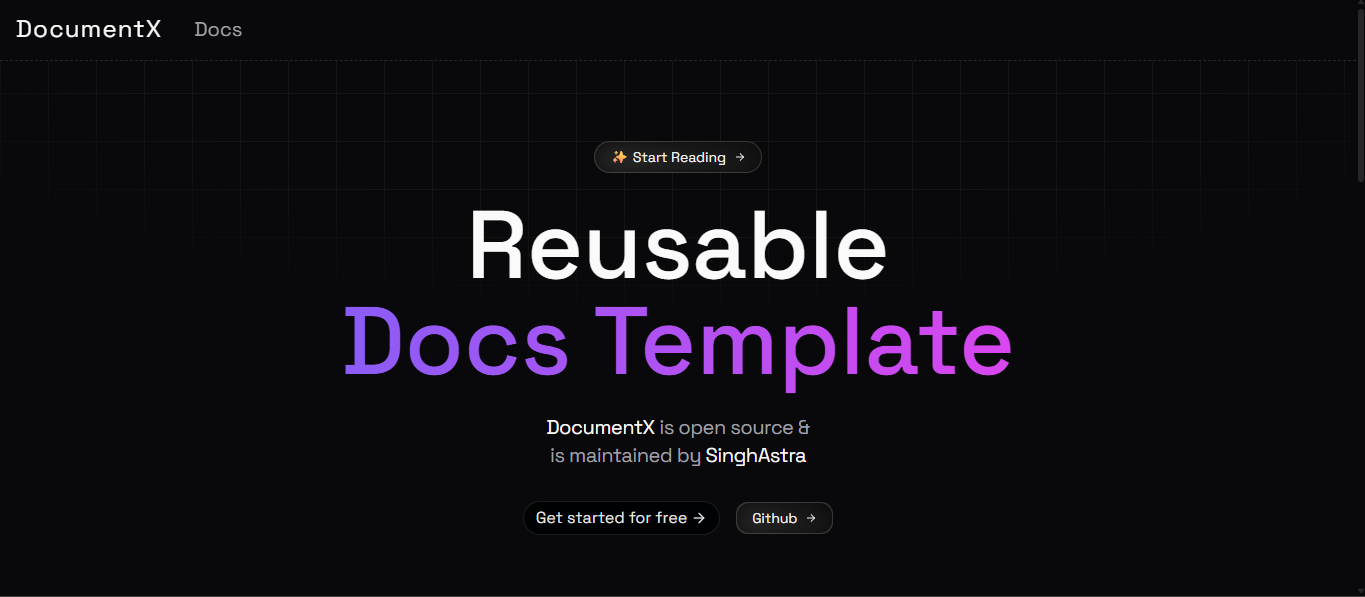 DocumentX Docs
✨ Start Reading →
Reusable
Docs Template
DocumentX is open source &
is maintained by SinghAstra
Get started for free → Github →